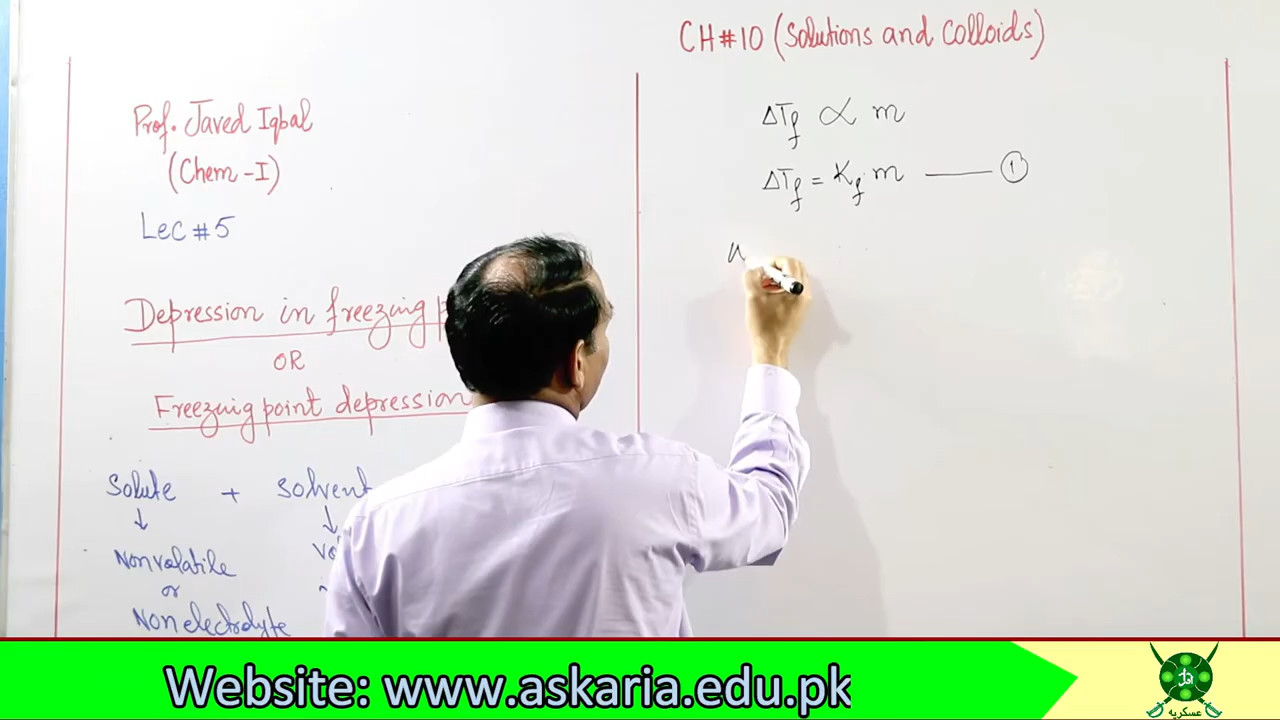 CH#10 (Solutions and Colloids)
Prof. Javed Iqbal
(Chem-I)
Lec #5
Depression in freezing
OR
Freezing point depression
Solute + Solvent
↓ ↓
Nonvolatile
or
Non electrolyte
ΔTf ∝ m
ΔTf = Kf m —— ①
Website: www.askaria.edu.pk
عسکریہ